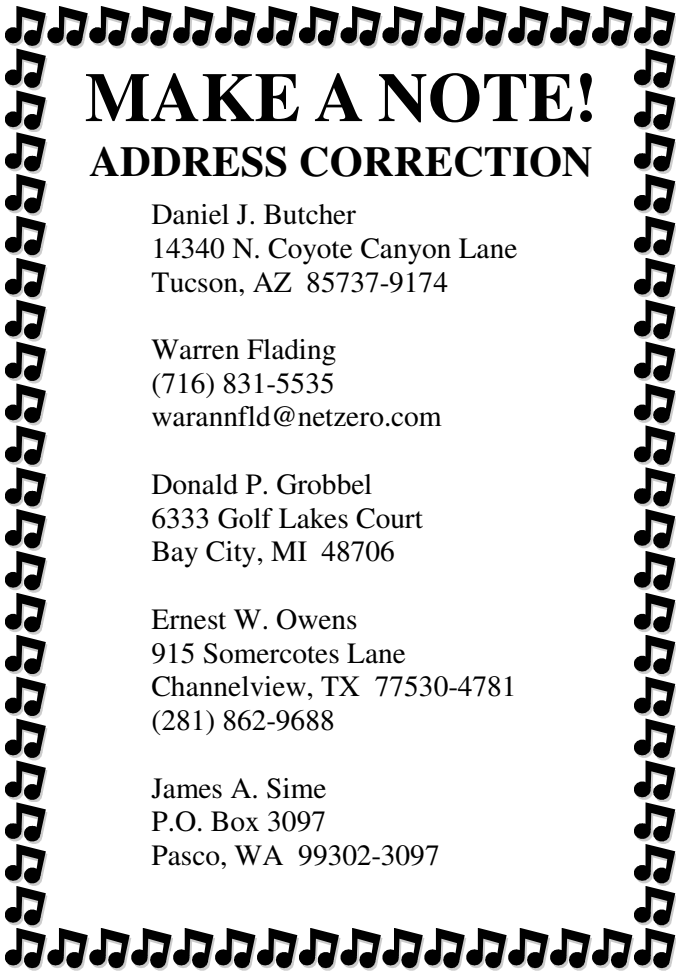 MAKE A NOTE!
ADDRESS CORRECTION
Daniel J. Butcher
14340 N. Coyote Canyon Lane
Tucson, AZ  85737-9174
Warren Flading
(716) 831-5535
warannfld@netzero.com
Donald P. Grobbel
6333 Golf Lakes Court
Bay City, MI  48706
Ernest W. Owens
915 Somercotes Lane
Channelview, TX  77530-4781
(281) 862-9688
James A. Sime
P.O. Box 3097
Pasco, WA  99302-3097